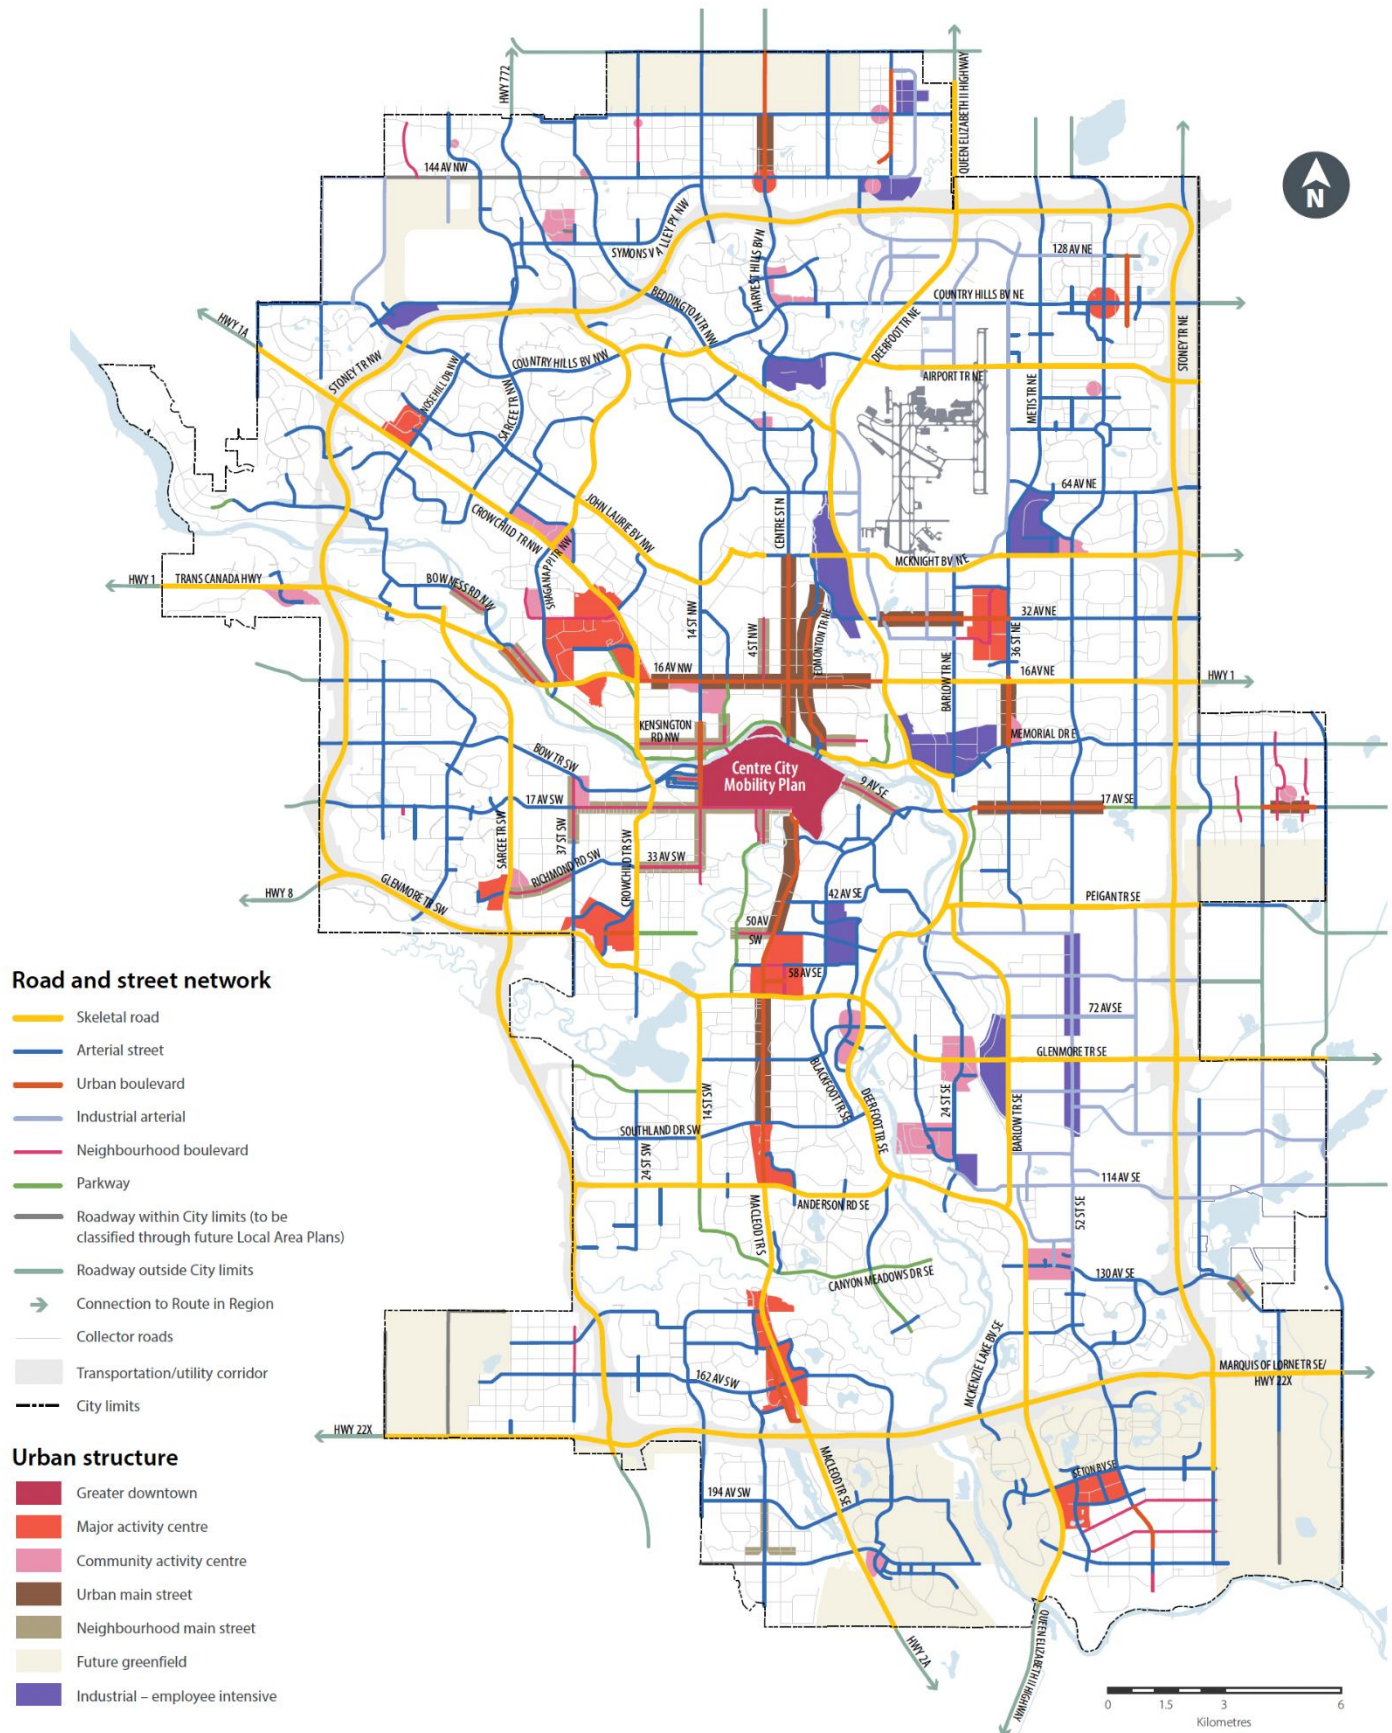 HWY 772
QUEEN ELIZABETH II HIGHWAY
N
144 AV NW
SYMONS VALLEY PY NW
HARVEST HILLS BV N
128 AV NE
BEDDINGTON TR NW
COUNTRY HILLS BV NE
HWY 1A
STONEY TR NW
COUNTRY HILLS BV NW
DEERFOOT TR NE
AIRPORT TR NE
METIS TR NE
STONEY TR NE
NOSEHILL DR NW
SARCEE TR NW
64 AV NE
CROWCHILD TR NW
JOHN LAURIE BV NW
CENTRE ST N
SHAGANAPPI TR NW
MCKNIGHT BV NE
HWY 1
TRANS CANADA HWY
BOWNESS RD NW
14 ST NW
4 ST NW
EDMONTON TR NE
32 AV NE
36 ST NE
16 AV NW
16 AV NE
HWY 1
BARLOW TR NE
KENSINGTON
RD NW
MEMORIAL DR E
BOW TR SW
Centre City
Mobility Plan
9 AV SE
17 AV SW
17 AV SE
37 ST SW
SARCEE TR SW
CROWCHILD TR SW
33 AV SW
RICHMOND RD SW
HWY 8
GLENMORE TR SW
42 AV SE
PEIGAN TR SE
50 AV
SW
58 AV SE
72 AV SE
GLENMORE TR SE
14 ST SW
BLACKFOOT TR SE
DEERFOOT TR SE
24 ST SE
BARLOW TR SE
SOUTHLAND DR SW
24 ST SW
114 AV SE
ANDERSON RD SE
MACLEOD TR S
52 ST SE
CANYON MEADOWS DR SE
130 AV SE
MCKENZIE LAKE BV SE
MARQUIS OF LORNE TR SE/
HWY 22X
162 AV SW
HWY 22X
MACLEOD TR SE
SETON BV SE
194 AV SW
HWY 2A
QUEEN ELIZABETH II HIGHWAY
Road and street network
Skeletal road
Arterial street
Urban boulevard
Industrial arterial
Neighbourhood boulevard
Parkway
Roadway within City limits (to be
classified through future Local Area Plans)
Roadway outside City limits
Connection to Route in Region
Collector roads
Transportation/utility corridor
City limits
Urban structure
Greater downtown
Major activity centre
Community activity centre
Urban main street
Neighbourhood main street
Future greenfield
Industrial – employee intensive
0 1.5 3 6
Kilometres